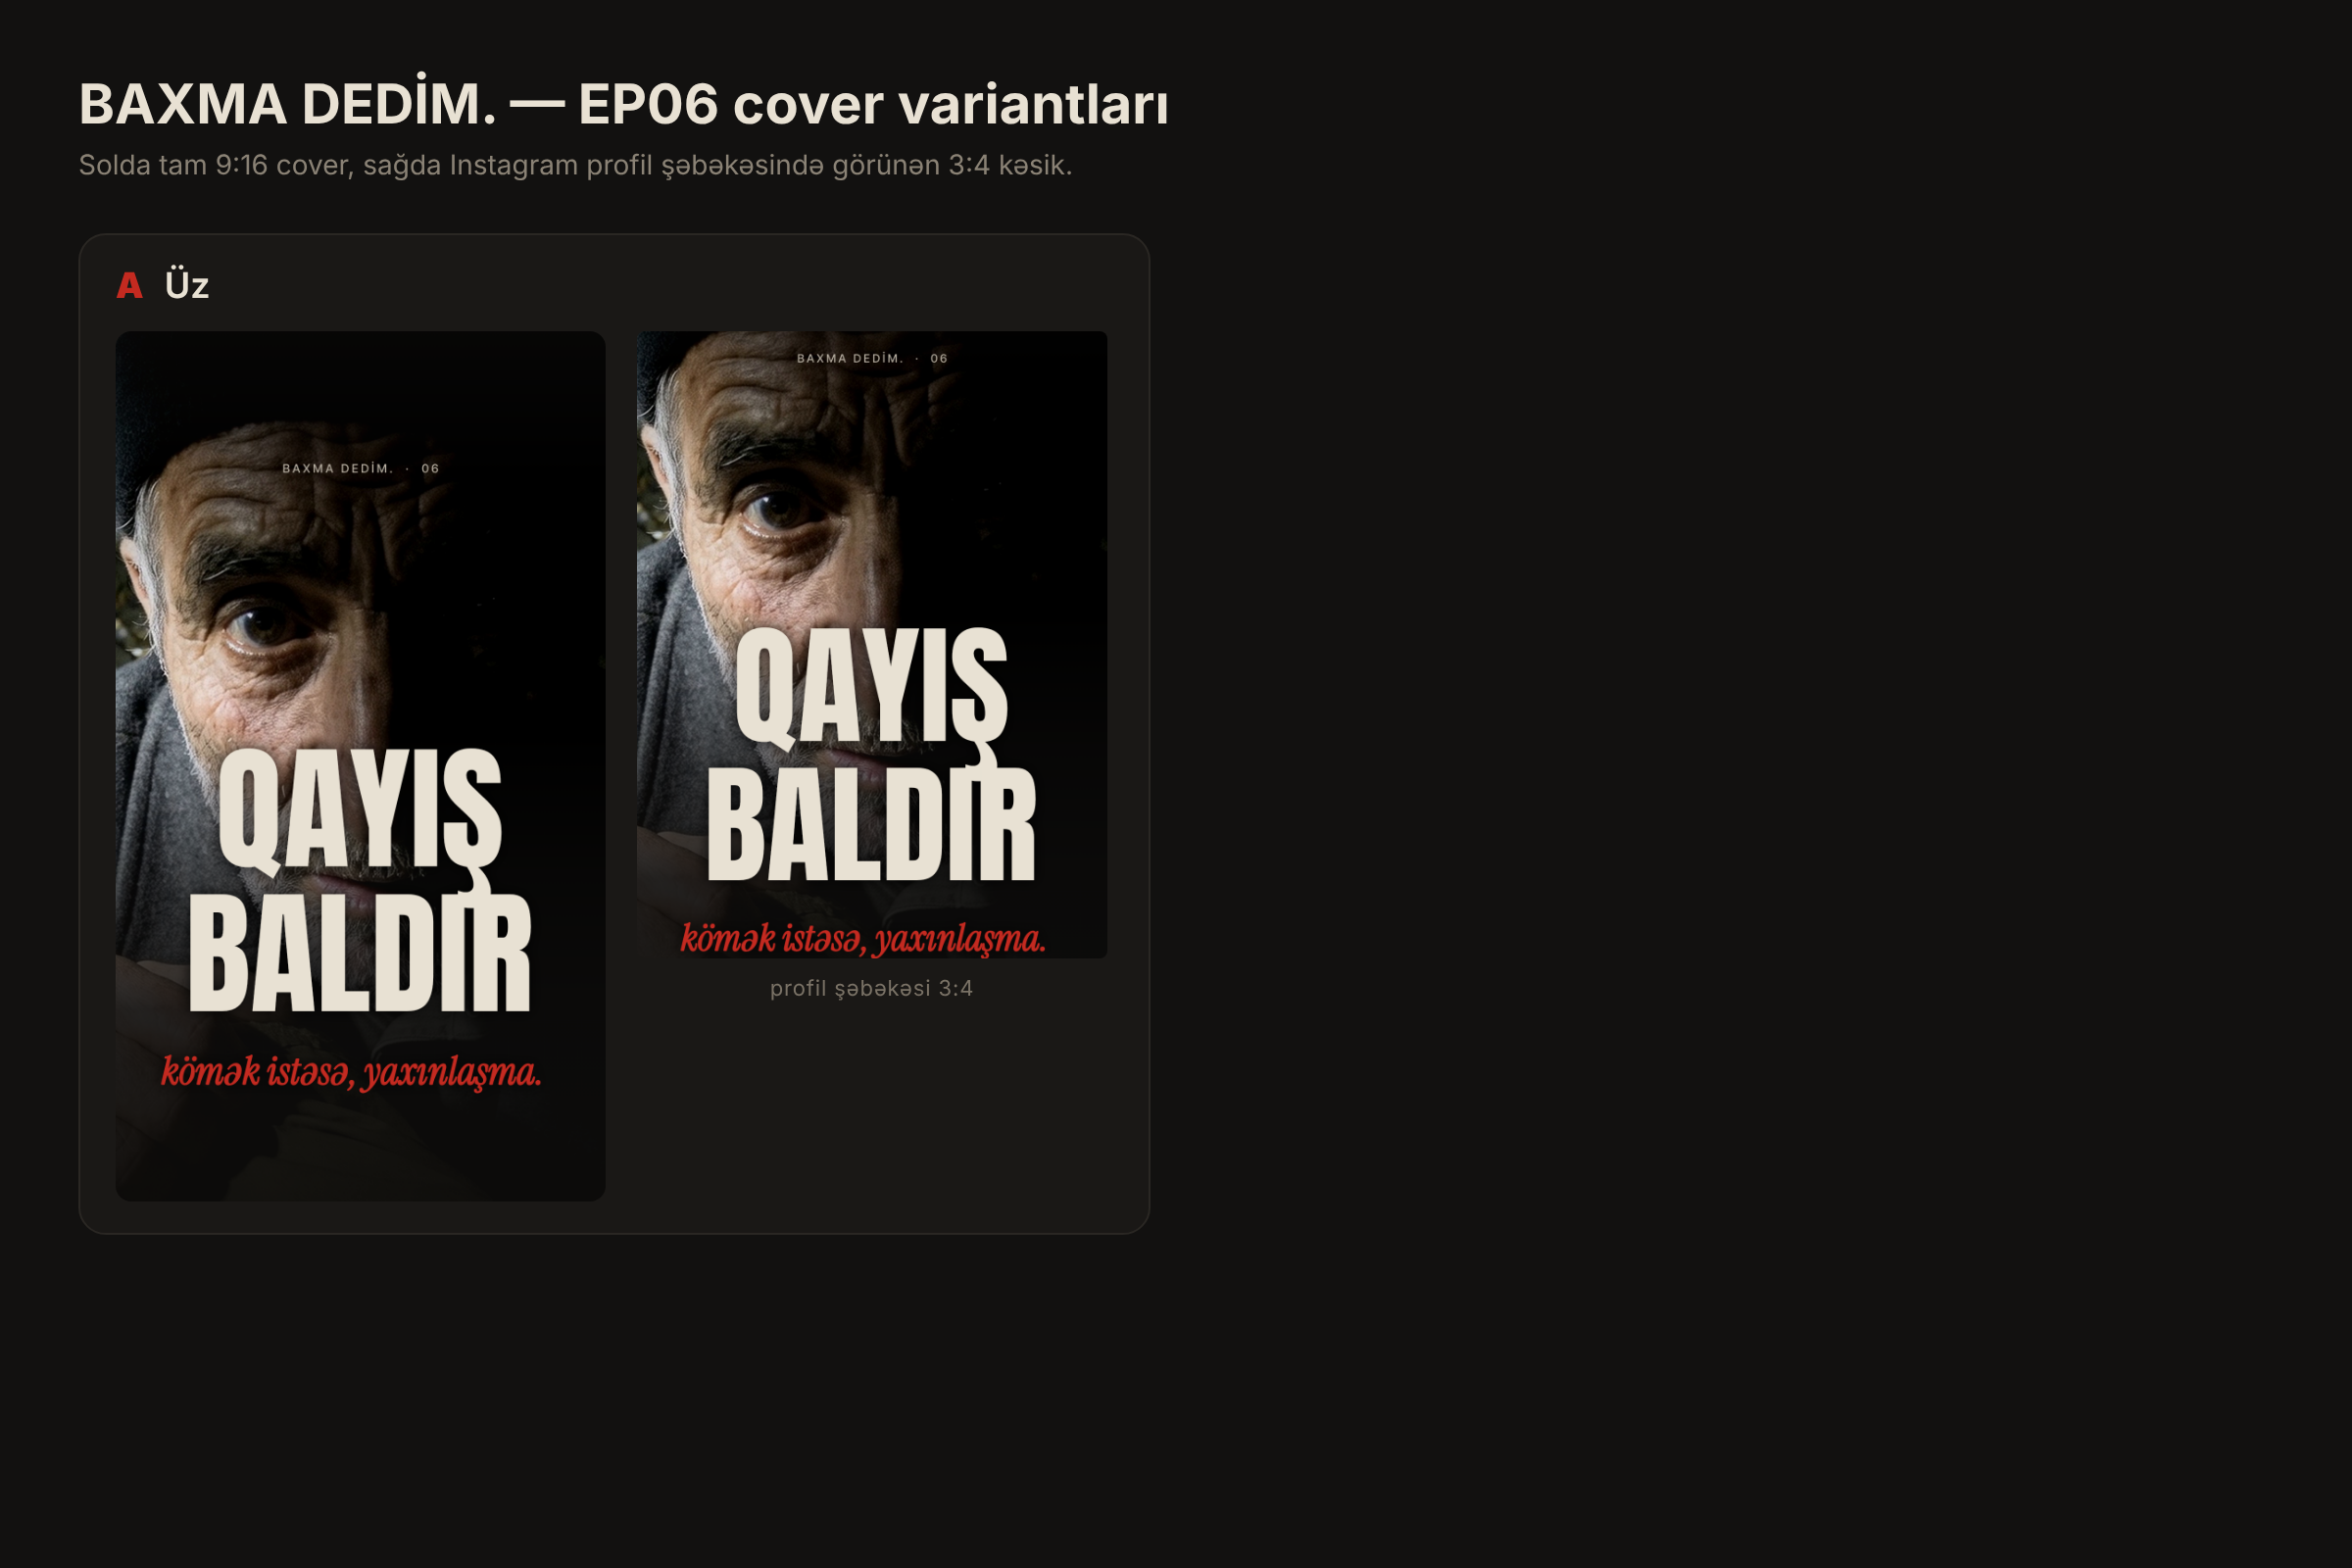 BAXMA DEDİM. — EP06 cover variantları
Solda tam 9:16 cover, sağda Instagram profil şəbəkəsində görünən 3:4 kəsik.
A Üz
BAXMA DEDİM. · 06
QAYIŞ
BALDIR
kömək istəsə, yaxınlaşma.
BAXMA DEDİM. · 06
QAYIŞ
BALDIR
kömək istəsə, yaxınlaşma.
profil şəbəkəsi 3:4